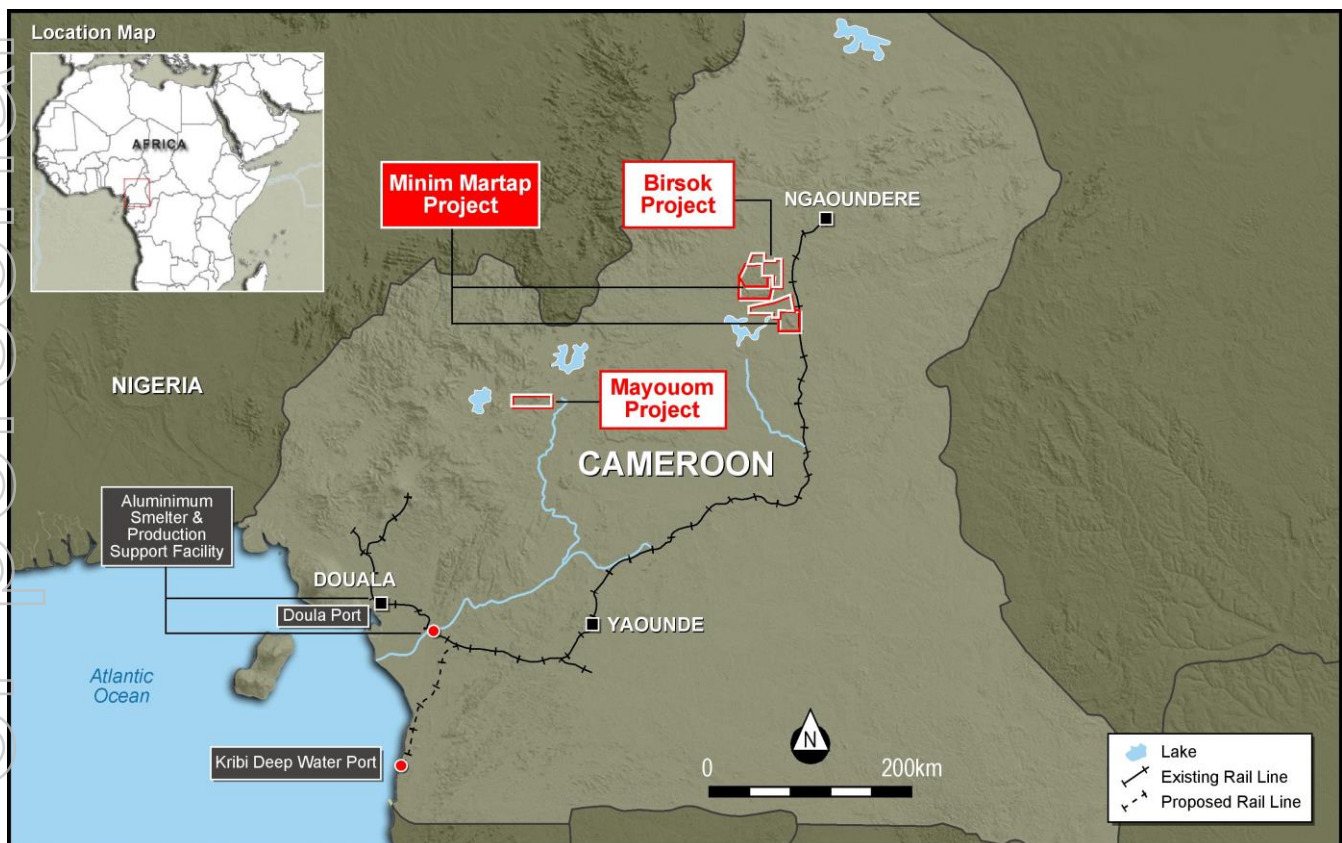 Location Map
AFRICA
Minim Martap
Project
Birsok
Project
NGAOUNDERE
NIGERIA
Mayouom
Project
CAMEROON
Aluminimum
Smelter &
Production
Support Facility
DOUALA
Doula Port
YAOUNDE
Atlantic
Ocean
Kribi Deep Water Port
N
0
200km
Lake
Existing Rail Line
Proposed Rail Line